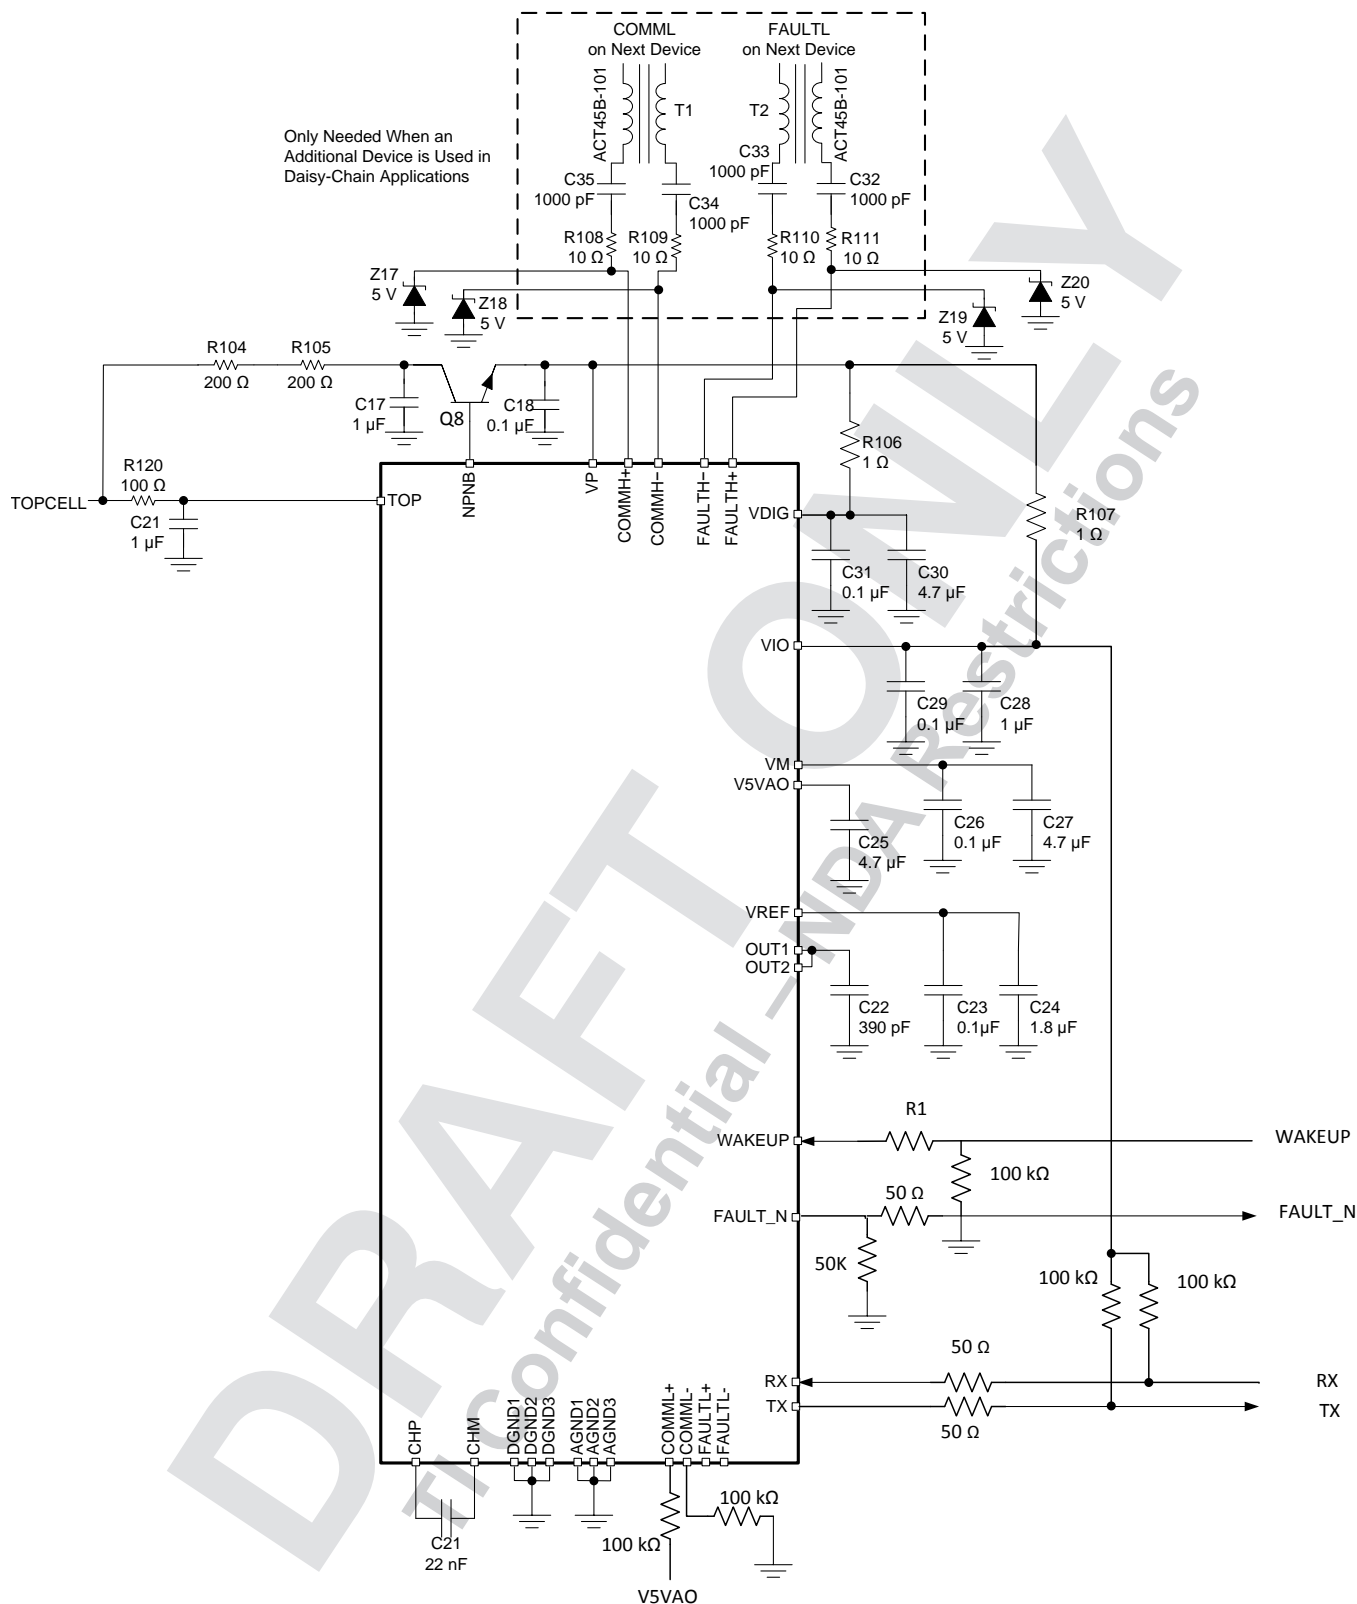 COMML
on Next Device
FAULTL
on Next Device
ACT45B-101
T1
T2
ACT45B-101
Only Needed When an
Additional Device is Used in
Daisy-Chain Applications
C35
1000 pF
C34
1000 pF
C33
1000 pF
C32
1000 pF
R108
10 Ω
R109
10 Ω
R110
10 Ω
R111
10 Ω
Z17
5 V
Z18
5 V
Z19
5 V
Z20
5 V
R104
200 Ω
R105
200 Ω
C17
1 µF
Q8
C18
0.1 µF
R106
1 Ω
R107
1 Ω
TOPCELL
R120
100 Ω
C21
1 µF
TOP
NPNB
VP
COMMH+
COMMH-
FAULTH-
FAULTH+
VDIG
C31
0.1 µF
C30
4.7 µF
VIO
C29
0.1 µF
C28
1 µF
VM
V5VAO
C25
4.7 µF
C26
0.1 µF
C27
4.7 µF
VREF
OUT1
OUT2
C22
390 pF
C23
0.1µF
C24
1.8 µF
R1
WAKEUP
WAKEUP
100 kΩ
50 Ω
FAULT_N
FAULT_N
50K
100 kΩ
100 kΩ
50 Ω
RX
RX
TX
TX
50 Ω
CHP
CHM
DGND1
DGND2
DGND3
AGND1
AGND2
AGND3
COMML+
COMML-
FAULTL+
FAULTL-
C21
22 nF
100 kΩ
100 kΩ
V5VAO
DRAFT ONLY
TI Confidential – NDA Restrictions